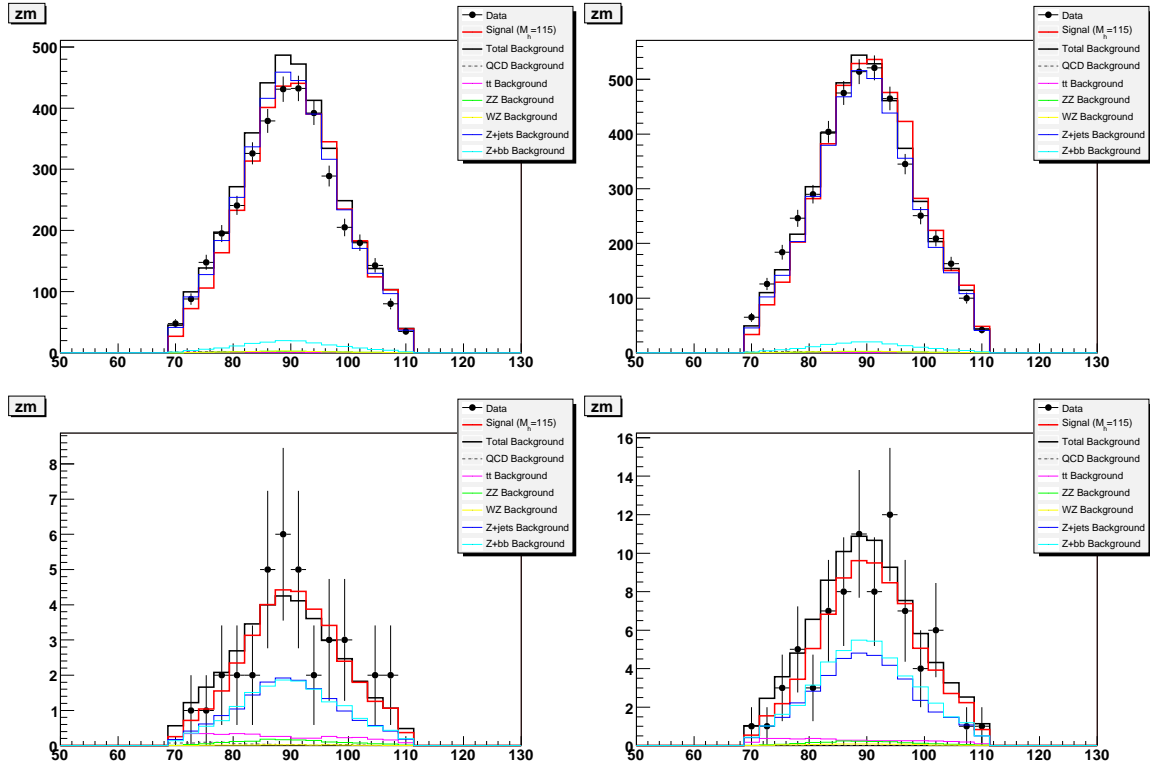 zm
Data
Signal (M_h=115)
Total Background
QCD Background
tt Background
ZZ Background
WZ Background
Z+jets Background
Z+bb Background
500
400
300
200
100
0
50 60 70 80 90 100 110 120 130
zm
Data
Signal (M_h=115)
Total Background
QCD Background
tt Background
ZZ Background
WZ Background
Z+jets Background
Z+bb Background
500
400
300
200
100
0
50 60 70 80 90 100 110 120 130
zm
Data
Signal (M_h=115)
Total Background
QCD Background
tt Background
ZZ Background
WZ Background
Z+jets Background
Z+bb Background
8
7
6
5
4
3
2
1
0
50 60 70 80 90 100 110 120 130
zm
Data
Signal (M_h=115)
Total Background
QCD Background
tt Background
ZZ Background
WZ Background
Z+jets Background
Z+bb Background
16
14
12
10
8
6
4
2
0
50 60 70 80 90 100 110 120 130